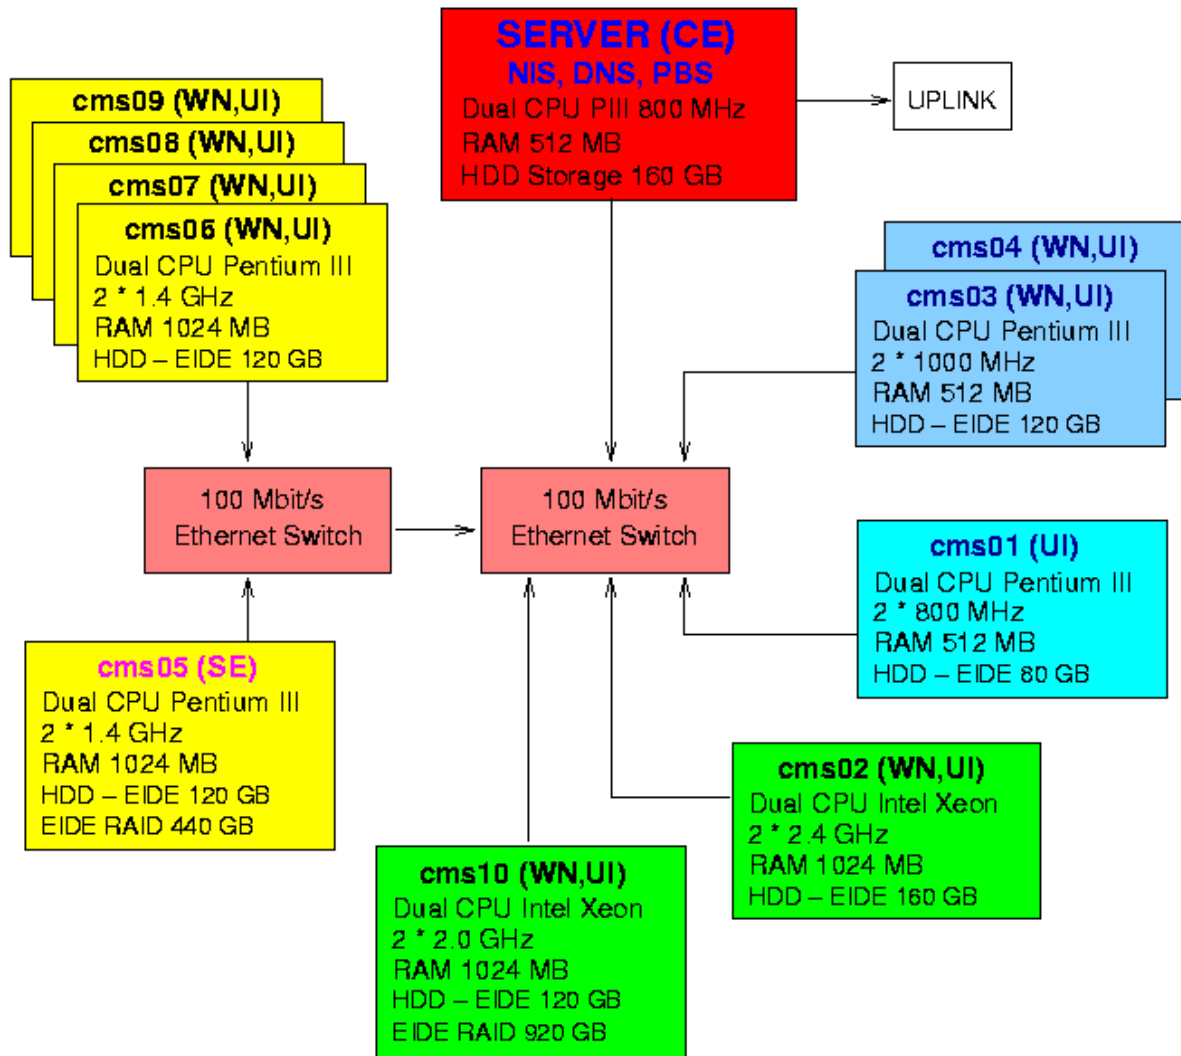 SERVER (CE)
NIS, DNS, PBS
Dual CPU PIII 800 MHz
RAM 512 MB
HDD Storage 160 GB
UPLINK
cms09 (WN,UI)
cms08 (WN,UI)
cms07 (WN,UI)
cms06 (WN,UI)
Dual CPU Pentium III
2 * 1.4 GHz
RAM 1024 MB
HDD – EIDE 120 GB
cms04 (WN,UI)
cms03 (WN,UI)
Dual CPU Pentium III
2 * 1000 MHz
RAM 512 MB
HDD – EIDE 120 GB
100 Mbit/s
Ethernet Switch
100 Mbit/s
Ethernet Switch
cms01 (UI)
Dual CPU Pentium III
2 * 800 MHz
RAM 512 MB
HDD – EIDE 80 GB
cms05 (SE)
Dual CPU Pentium III
2 * 1.4 GHz
RAM 1024 MB
HDD – EIDE 120 GB
EIDE RAID 440 GB
cms02 (WN,UI)
Dual CPU Intel Xeon
2 * 2.4 GHz
RAM 1024 MB
HDD – EIDE 160 GB
cms10 (WN,UI)
Dual CPU Intel Xeon
2 * 2.0 GHz
RAM 1024 MB
HDD – EIDE 120 GB
EIDE RAID 920 GB